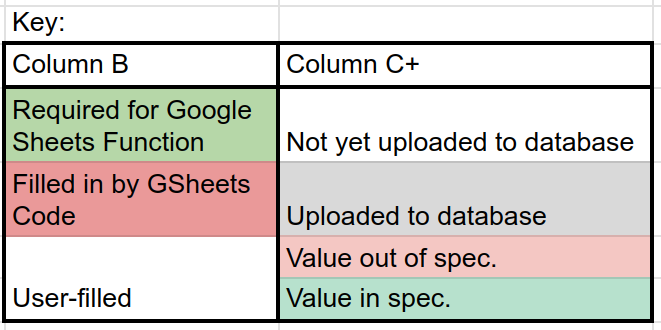 Key:
Column B
Column C+
Required for Google
Sheets Function
Not yet uploaded to database
Filled in by GSheets
Code
Uploaded to database
Value out of spec.
User-filled
Value in spec.